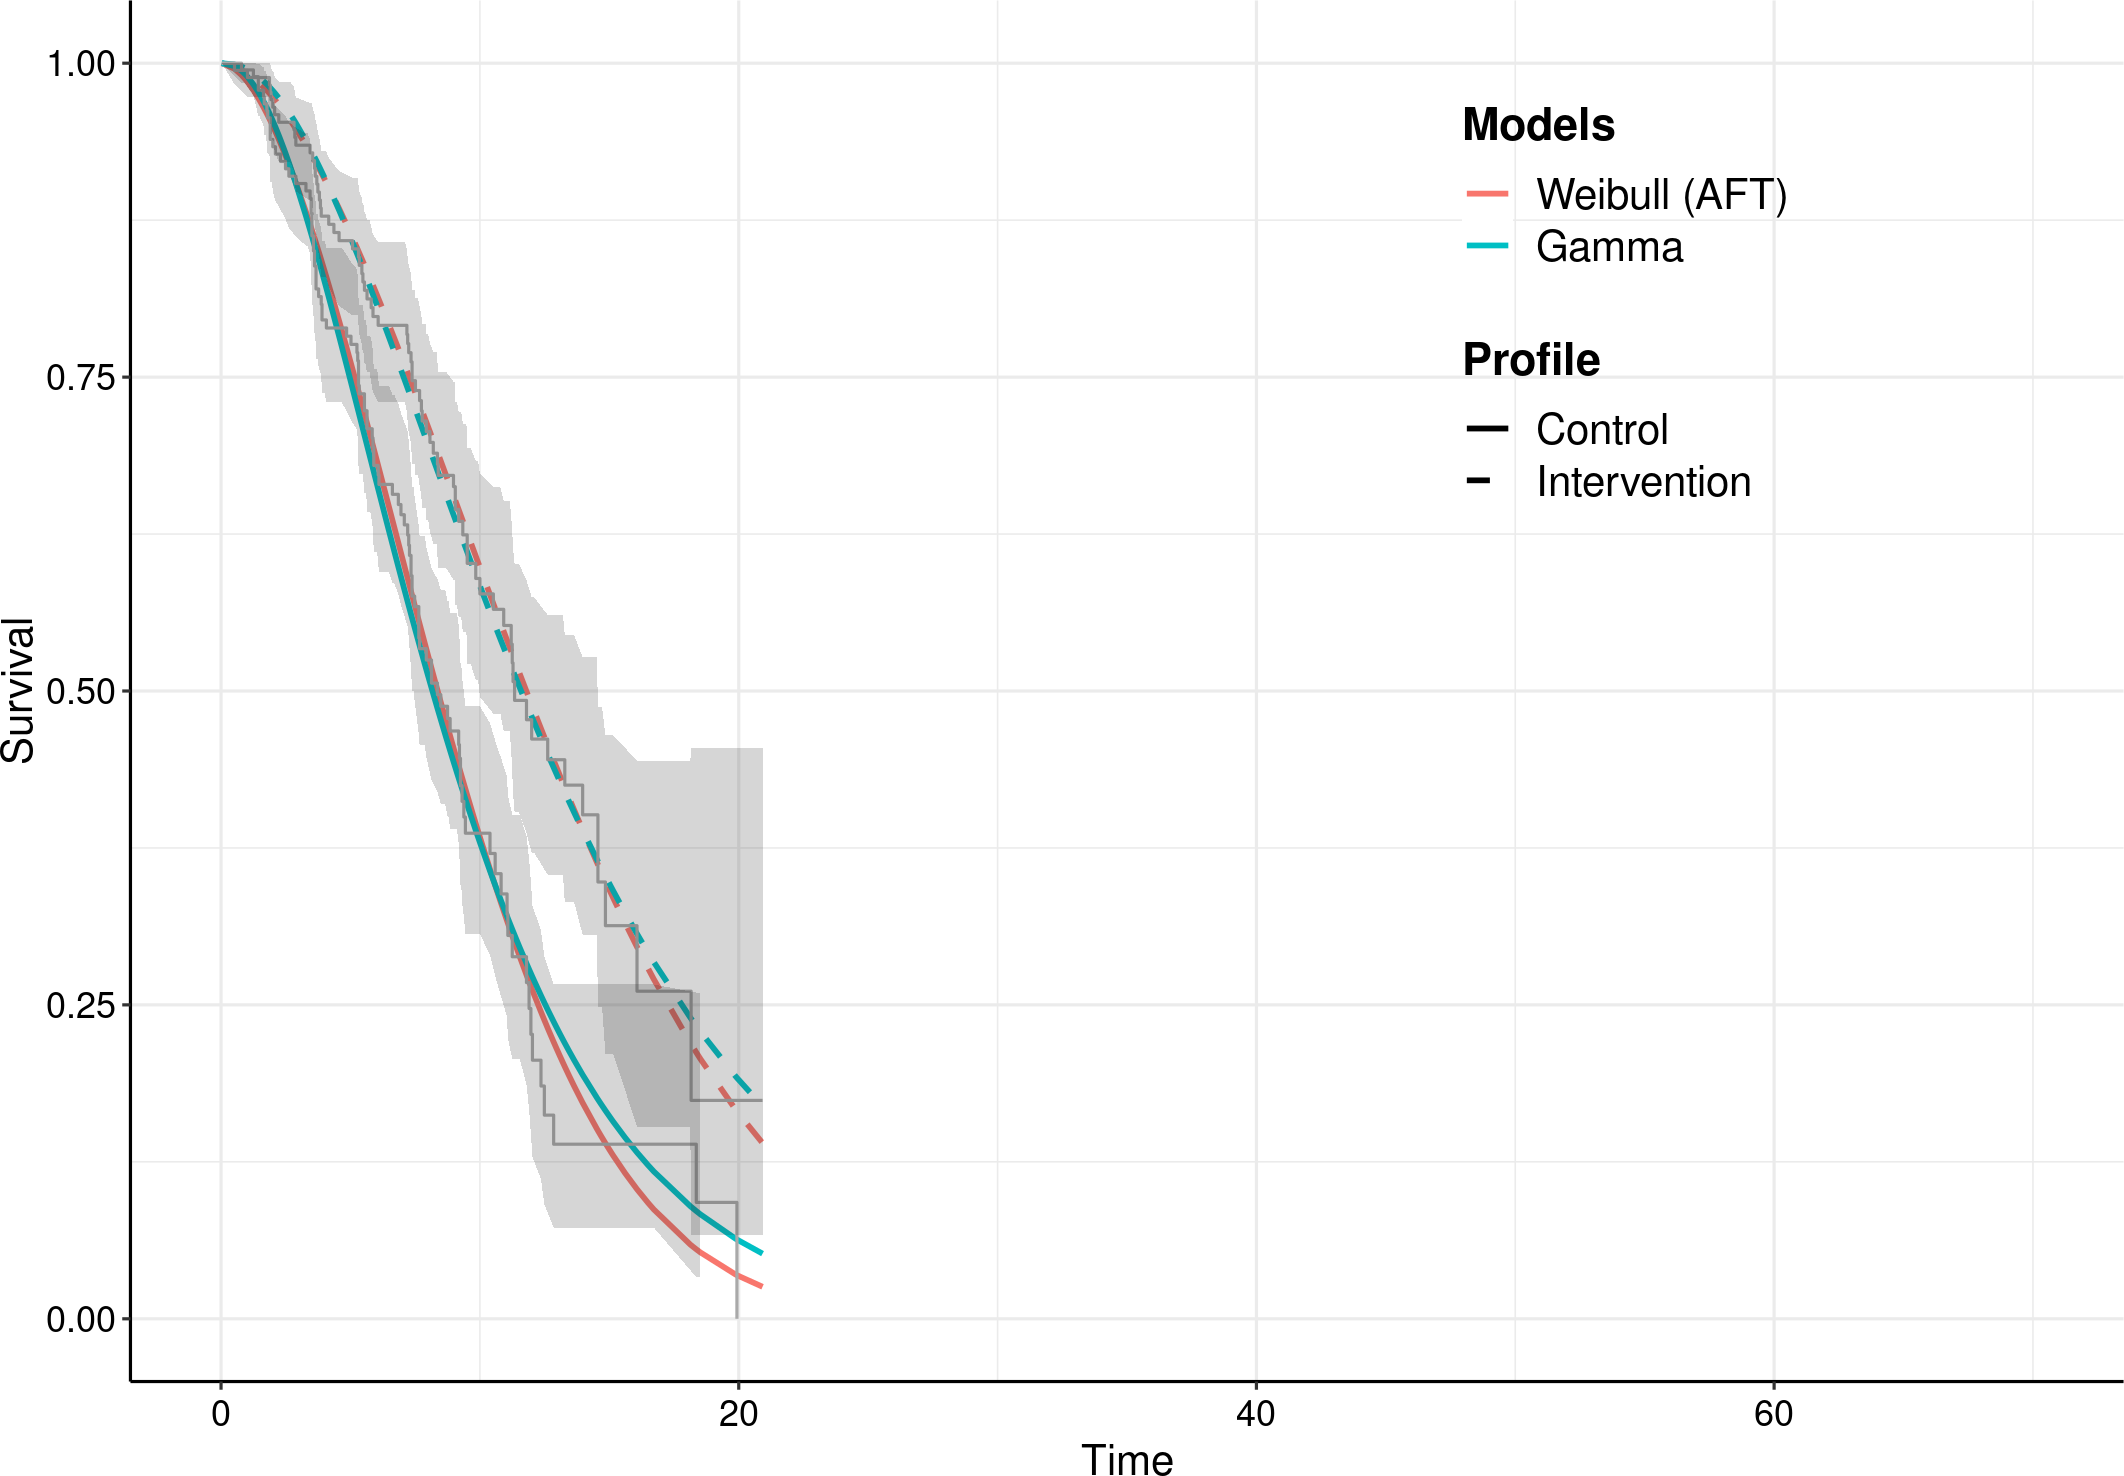 1.00
0.75
0.50
0.25
0.00
Survival
0
20
40
60
Time
Models
Weibull (AFT)
Gamma
Profile
Control
Intervention